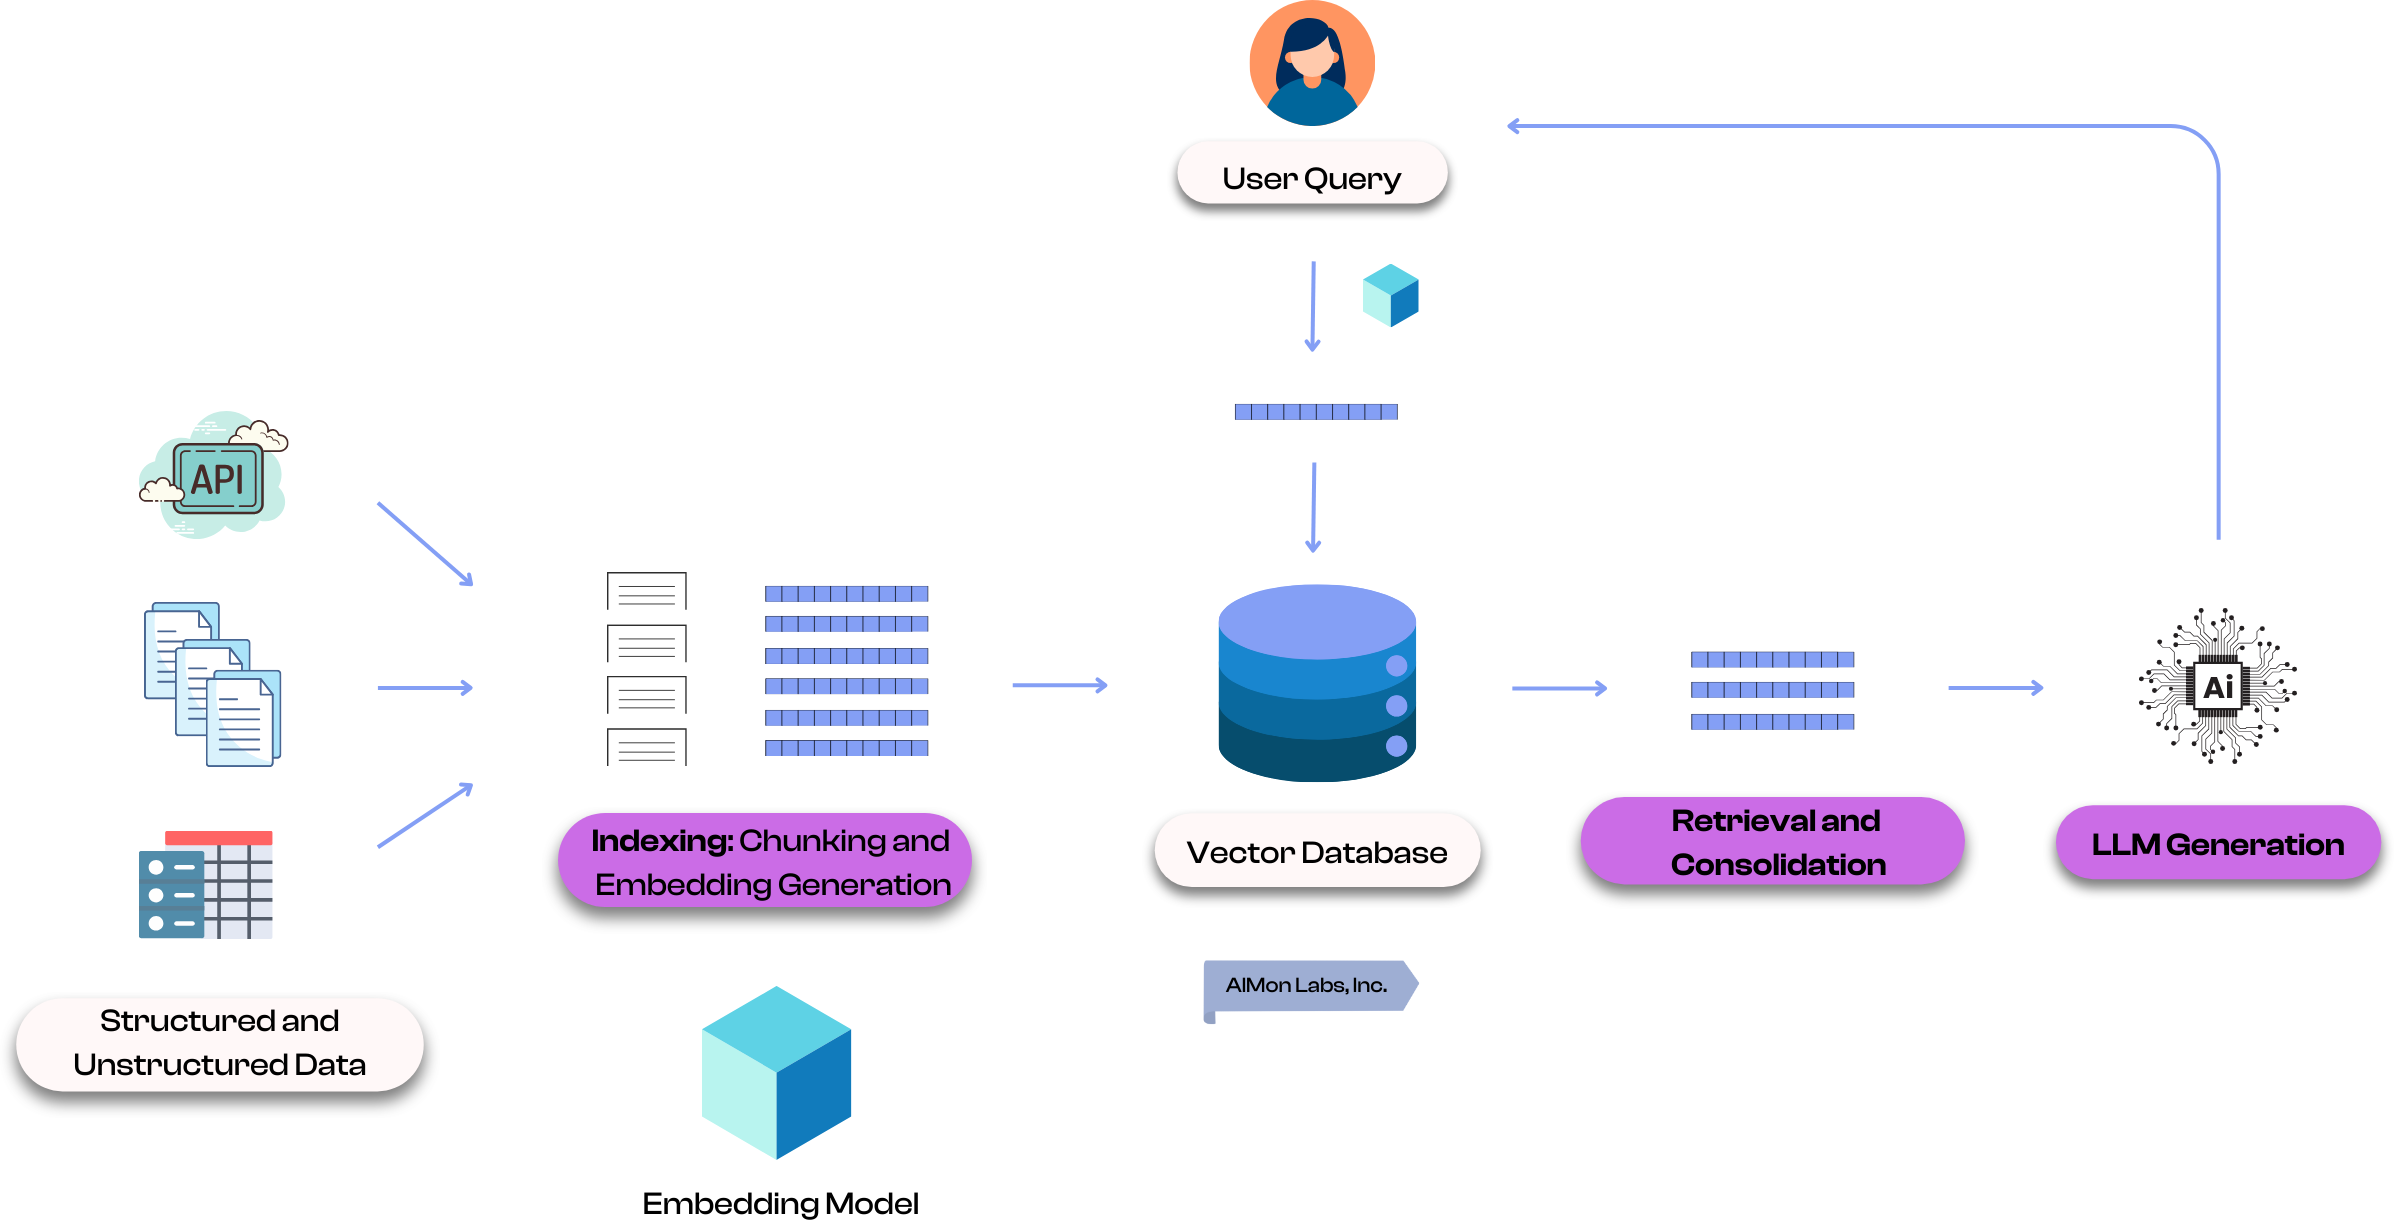 User Query
API
Ai
Indexing: Chunking and
Embedding Generation
Vector Database
Retrieval and
Consolidation
LLM Generation
AIMon Labs, Inc.
Structured and
Unstructured Data
Embedding Model